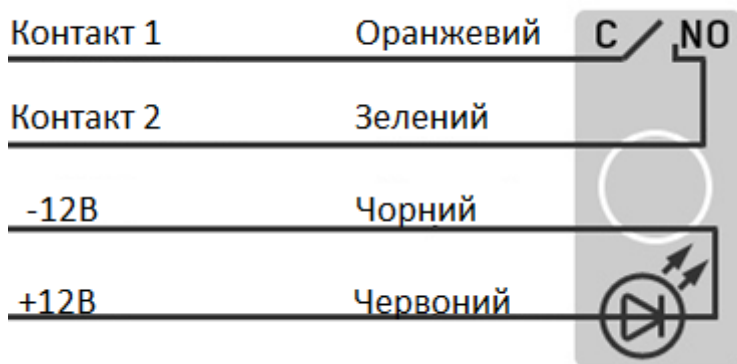 Контакт 1 Оранжевий C NO
Контакт 2 Зелений
-12В Чорний
+12В Червоний